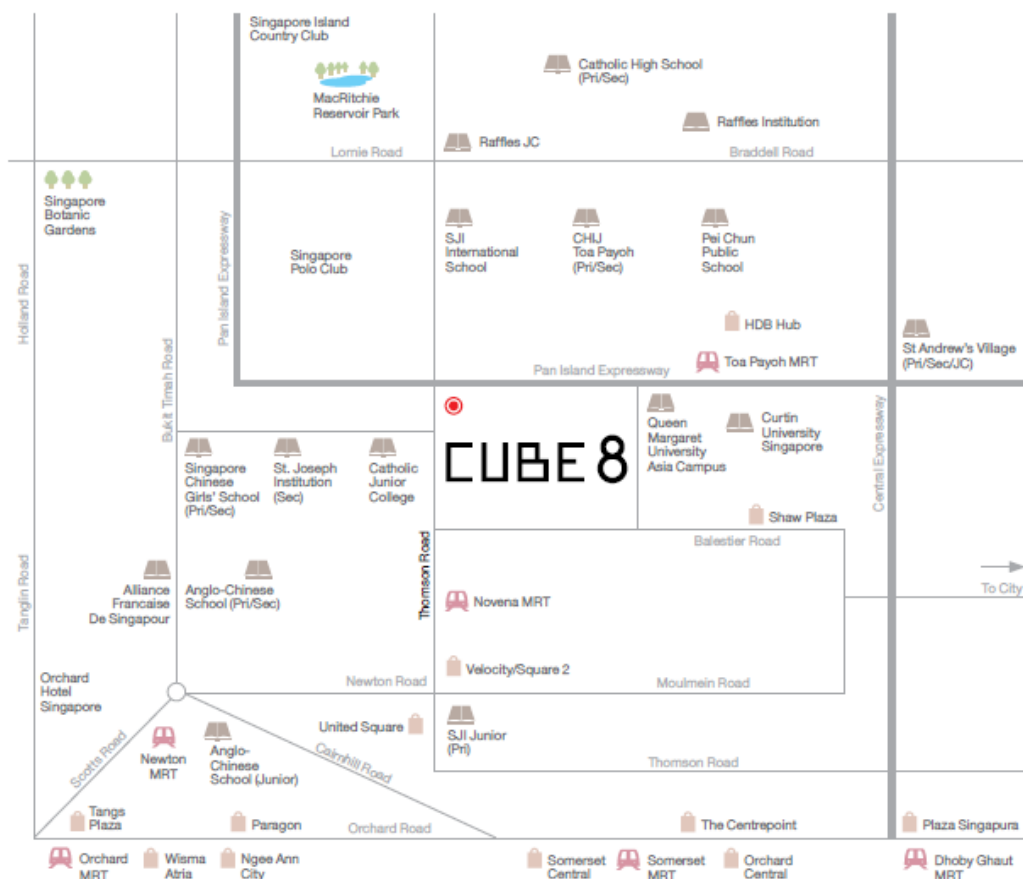 Singapore Island
Country Club
Catholic High School
(Pri/Sec)
MacRitchie
Reservoir Park
Raffles Institution
Raffles JC
Lornie Road
Braddell Road
Singapore
Botanic
Gardens
SJI
International
School
CHIJ
Toa Payoh
(Pri/Sec)
Pei Chun
Public
School
Singapore
Polo Club
Holland Road
Pan Island Expressway
HDB Hub
St Andrew's Village
(Pri/Sec/JC)
Toa Payoh MRT
Pan Island Expressway
Bukit Timah Road
CUBE 8
Queen
Margaret
University
Asia Campus
Curtin
University
Singapore
Central Expressway
Singapore
Chinese
Girls' School
(Pri/Sec)
St. Joseph
Institution
(Sec)
Catholic
Junior
College
Shaw Plaza
Balestier Road
Thomson Road
Tanglin Road
Alliance
Francaise
De Singapour
Anglo-Chinese
School (Pri/Sec)
Novena MRT
To City
Velocity/Square 2
Newton Road
Moulmein Road
Orchard
Hotel
Singapore
United Square
SJI Junior
(Pri)
Scotts Road
Newton
MRT
Anglo-
Chinese
School (Junior)
Cairnhill Road
Thomson Road
Tangs
Plaza
Paragon
Orchard Road
The Centrepoint
Plaza Singapura
Orchard
MRT
Wisma
Atria
Ngee Ann
City
Somerset
Central
Somerset
MRT
Orchard
Central
Dhoby Ghaut
MRT